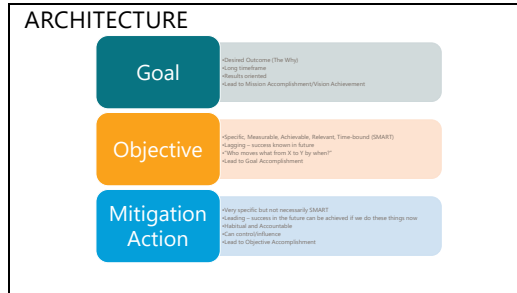 ARCHITECTURE
Goal
•Desired Outcome (The Why)
•Long timeframe
•Results oriented
•Lead to Mission Accomplishment/Vision Achievement
Objective
•Specific, Measurable, Achievable, Relevant, Time-bound (SMART)
•Lagging – success known in future
•"Who moves what from X to Y by when?"
•Lead to Goal Accomplishment
Mitigation
Action
•Very specific but not necessarily SMART
•Leading – success in the future can be achieved if we do these things now
•Habitual and Accountable
•Can control/influence
•Lead to Objective Accomplishment